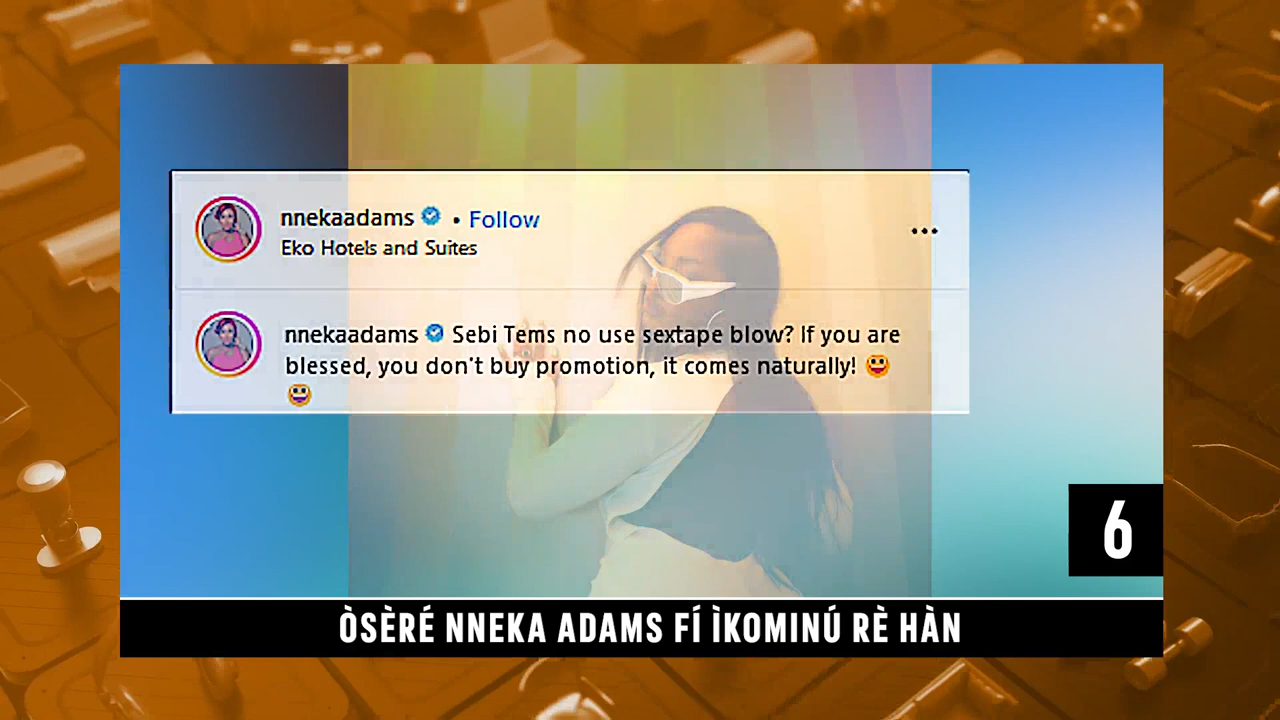 nnekaadams • Follow
Eko Hotels and Suites
•••
nnekaadams Sebi Tems no use sextape blow? If you are
blessed, you don't buy promotion, it comes naturally! 😀
😀
6
ÒSÈRÉ NNEKA ADAMS FÍ ÌKOMINÚ RÈ HÀN